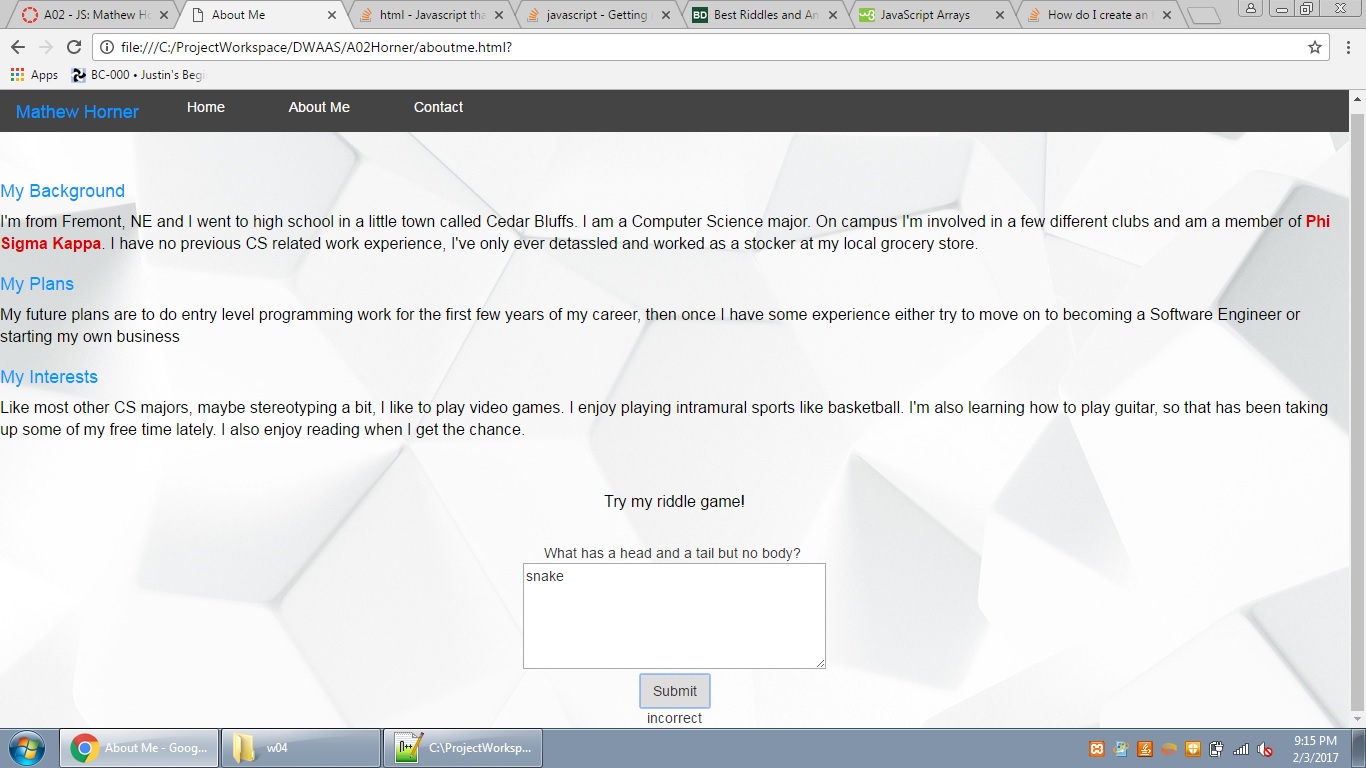 A02 - JS: Mathew H
About Me
html - Javascript tha
javascript - Getting
BD Best Riddles and An
w3 JavaScript Arrays
How do I create an
file:///C:/ProjectWorkspace/DWAAS/A02Horner/aboutme.html?
Apps BC-000 • Justin's Beg
Mathew Horner Home About Me Contact
My Background
I'm from Fremont, NE and I went to high school in a little town called Cedar Bluffs. I am a Computer Science major. On campus I'm involved in a few different clubs and am a member of Phi
Sigma Kappa. I have no previous CS related work experience, I've only ever detassled and worked as a stocker at my local grocery store.
My Plans
My future plans are to do entry level programming work for the first few years of my career, then once I have some experience either try to move on to becoming a Software Engineer or
starting my own business
My Interests
Like most other CS majors, maybe stereotyping a bit, I like to play video games. I enjoy playing intramural sports like basketball. I'm also learning how to play guitar, so that has been taking
up some of my free time lately. I also enjoy reading when I get the chance.
Try my riddle game!
What has a head and a tail but no body?
snake
Submit
incorrect
About Me - Goog...
w04
C:\ProjectWorksp...
9:15 PM
2/3/2017